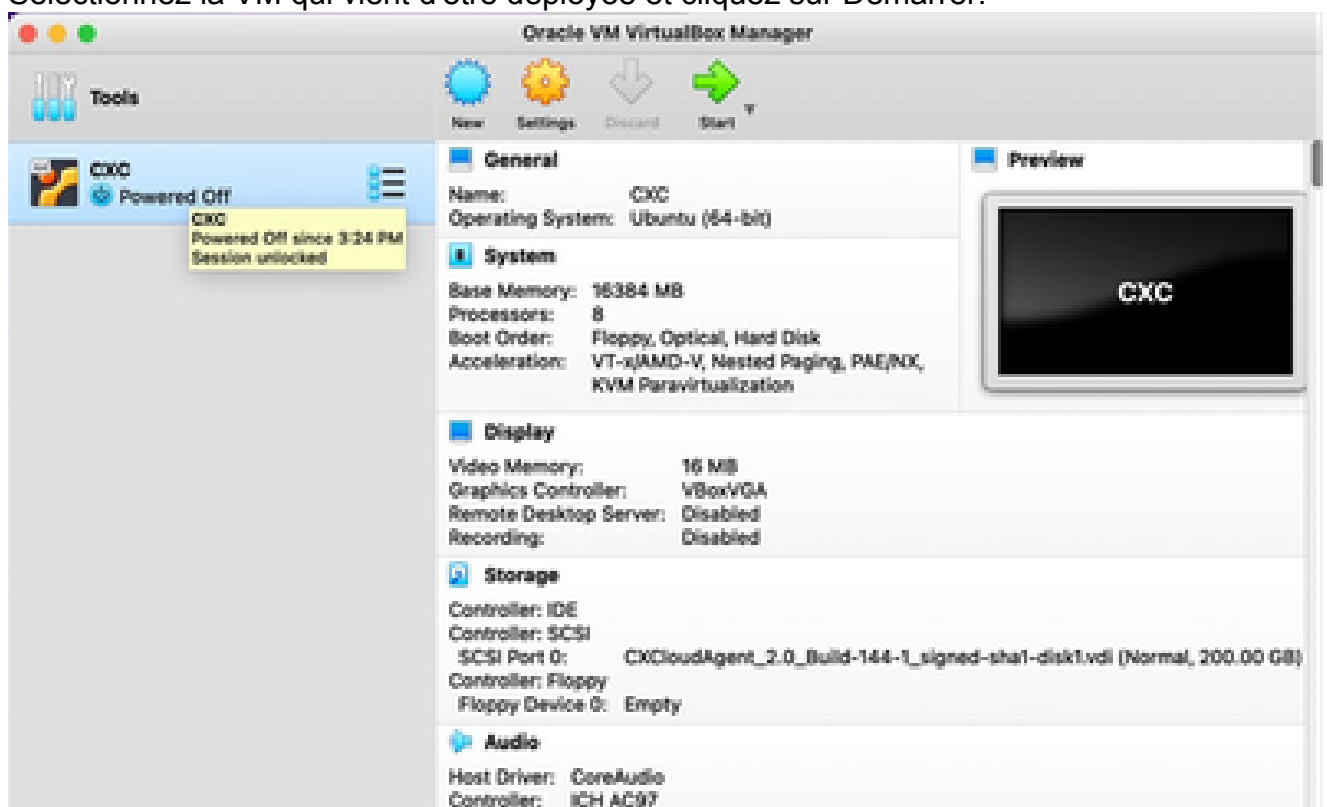 Sélectionnez la VM qui vient d'être déployée et cliquez sur Démarrer.
Oracle VM VirtualBox Manager
Tools
New Settings Discard Start
CXC
Powered Off
CXC
Powered Off since 3:24 PM
Session unlocked
General
Name: CXC
Operating System: Ubuntu (64-bit)
System
Base Memory: 16384 MB
Processors: 8
Boot Order: Floppy, Optical, Hard Disk
Acceleration: VT-x/AMD-V, Nested Paging, PAE/NX,
KVM Paravirtualization
Preview
CXC
Display
Video Memory: 16 MB
Graphics Controller: VBoxVGA
Remote Desktop Server: Disabled
Recording: Disabled
Storage
Controller: IDE
Controller: SCSI
SCSI Port 0: CXCloudAgent_2.0_Build-144-1_signed-sha1-disk1.vdi (Normal, 200.00 GB)
Controller: Floppy
Floppy Device 0: Empty
Audio
Host Driver: CoreAudio
Controller: ICH AC97